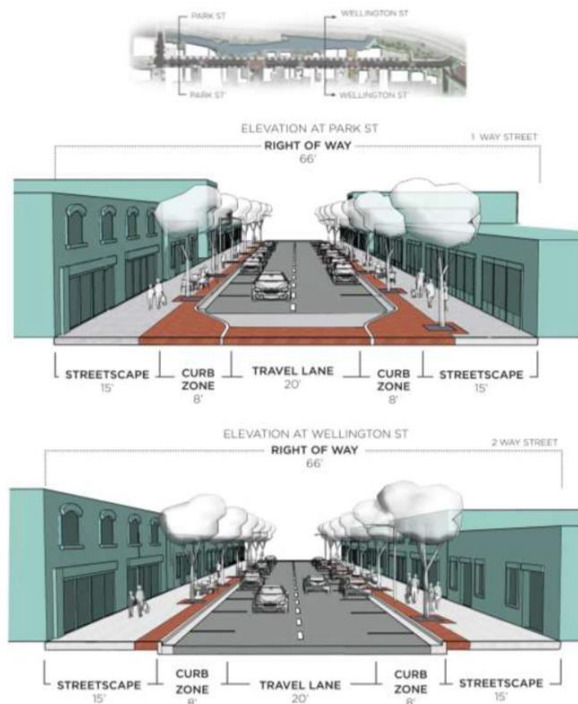 PARK ST
WELLINGTON ST
PARK ST
WELLINGTON ST
ELEVATION AT PARK ST
1 WAY STREET
RIGHT OF WAY
66'
STREETSCAPE
15'
CURB
ZONE
8'
TRAVEL LANE
20'
CURB
ZONE
8'
STREETSCAPE
15'
ELEVATION AT WELLINGTON ST
2 WAY STREET
RIGHT OF WAY
66'
STREETSCAPE
15'
CURB
ZONE
8'
TRAVEL LANE
20'
CURB
ZONE
8'
STREETSCAPE
15'